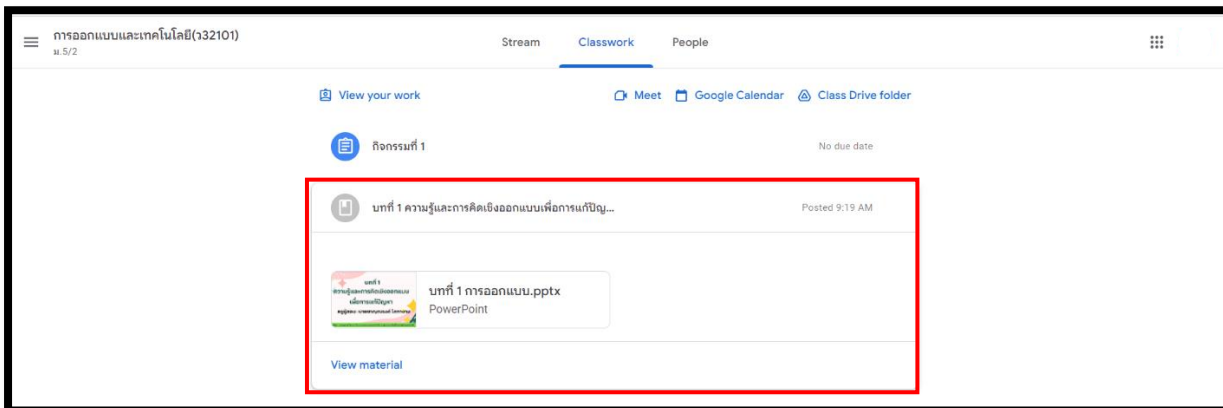 การออกแบบและเทคโนโลยี(ว32101)
ม.5/2
Stream Classwork People
View your work
Meet Google Calendar Class Drive folder
กิจกรรมที่ 1 No due date
บทที่ 1 ความรู้และการคิดเชิงออกแบบเพื่อการแก้ปัญ... Posted 9:19 AM
บทที่ 1
ความรู้และการคิดเชิงออกแบบ
เพื่อการแก้ปัญหา
บทที่ 1 การออกแบบ.pptx
PowerPoint
View material